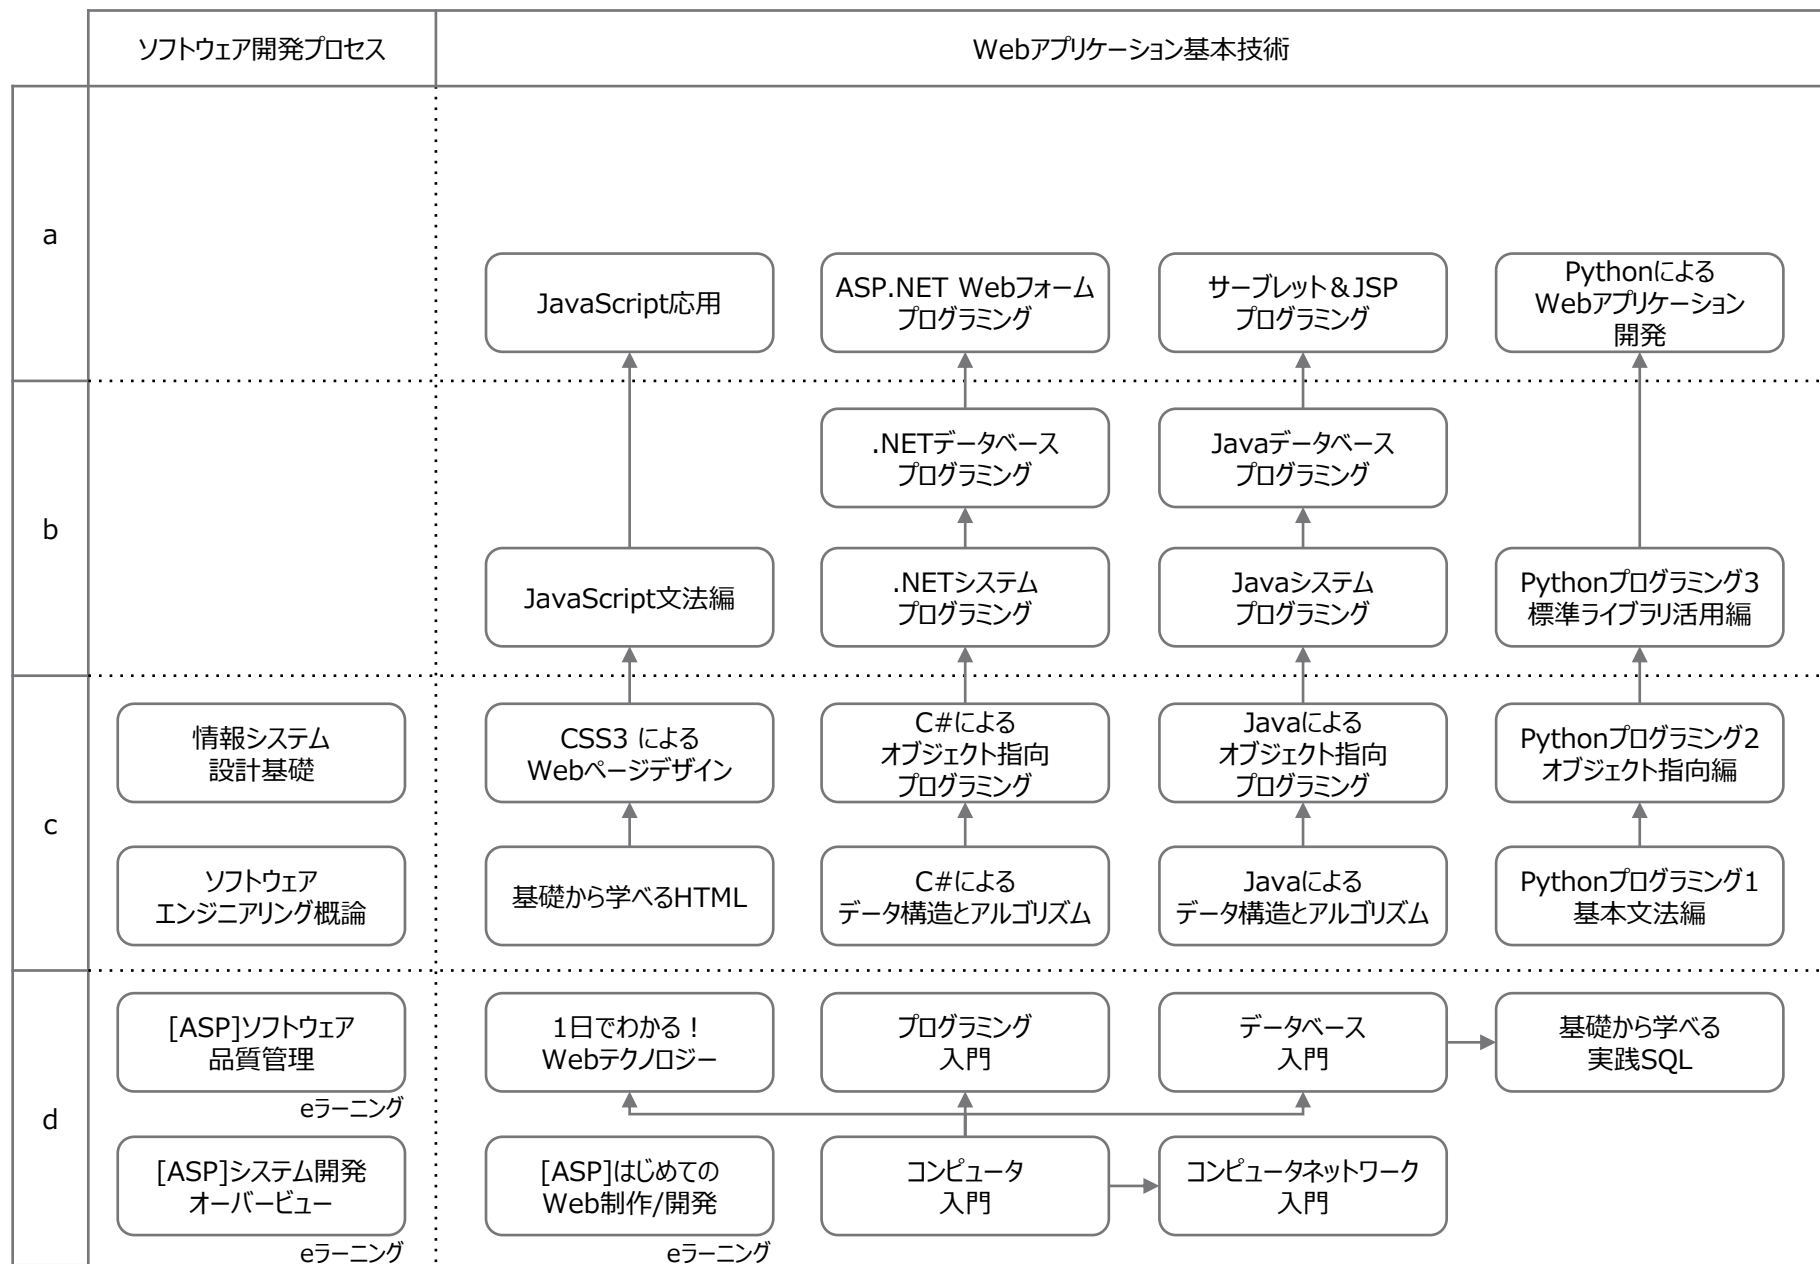 ソフトウェア開発プロセス
Webアプリケーション基本技術
a
JavaScript応用
ASP.NET Webフォーム
プログラミング
サーブレット＆JSP
プログラミング
Pythonによる
Webアプリケーション
開発
b
.NETデータベース
プログラミング
Javaデータベース
プログラミング
JavaScript文法編
.NETシステム
プログラミング
Javaシステム
プログラミング
Pythonプログラミング3
標準ライブラリ活用編
c
情報システム
設計基礎
CSS3 による
Webページデザイン
C#による
オブジェクト指向
プログラミング
Javaによる
オブジェクト指向
プログラミング
Pythonプログラミング2
オブジェクト指向編
ソフトウェア
エンジニアリング概論
基礎から学べるHTML
C#による
データ構造とアルゴリズム
Javaによる
データ構造とアルゴリズム
Pythonプログラミング1
基本文法編
d
[ASP]ソフトウェア
品質管理
eラーニング
1日でわかる！
Webテクノロジー
プログラミング
入門
データベース
入門
基礎から学べる
実践SQL
[ASP]システム開発
オーバービュー
eラーニング
[ASP]はじめての
Web制作/開発
eラーニング
コンピュータ
入門
コンピュータネットワーク
入門